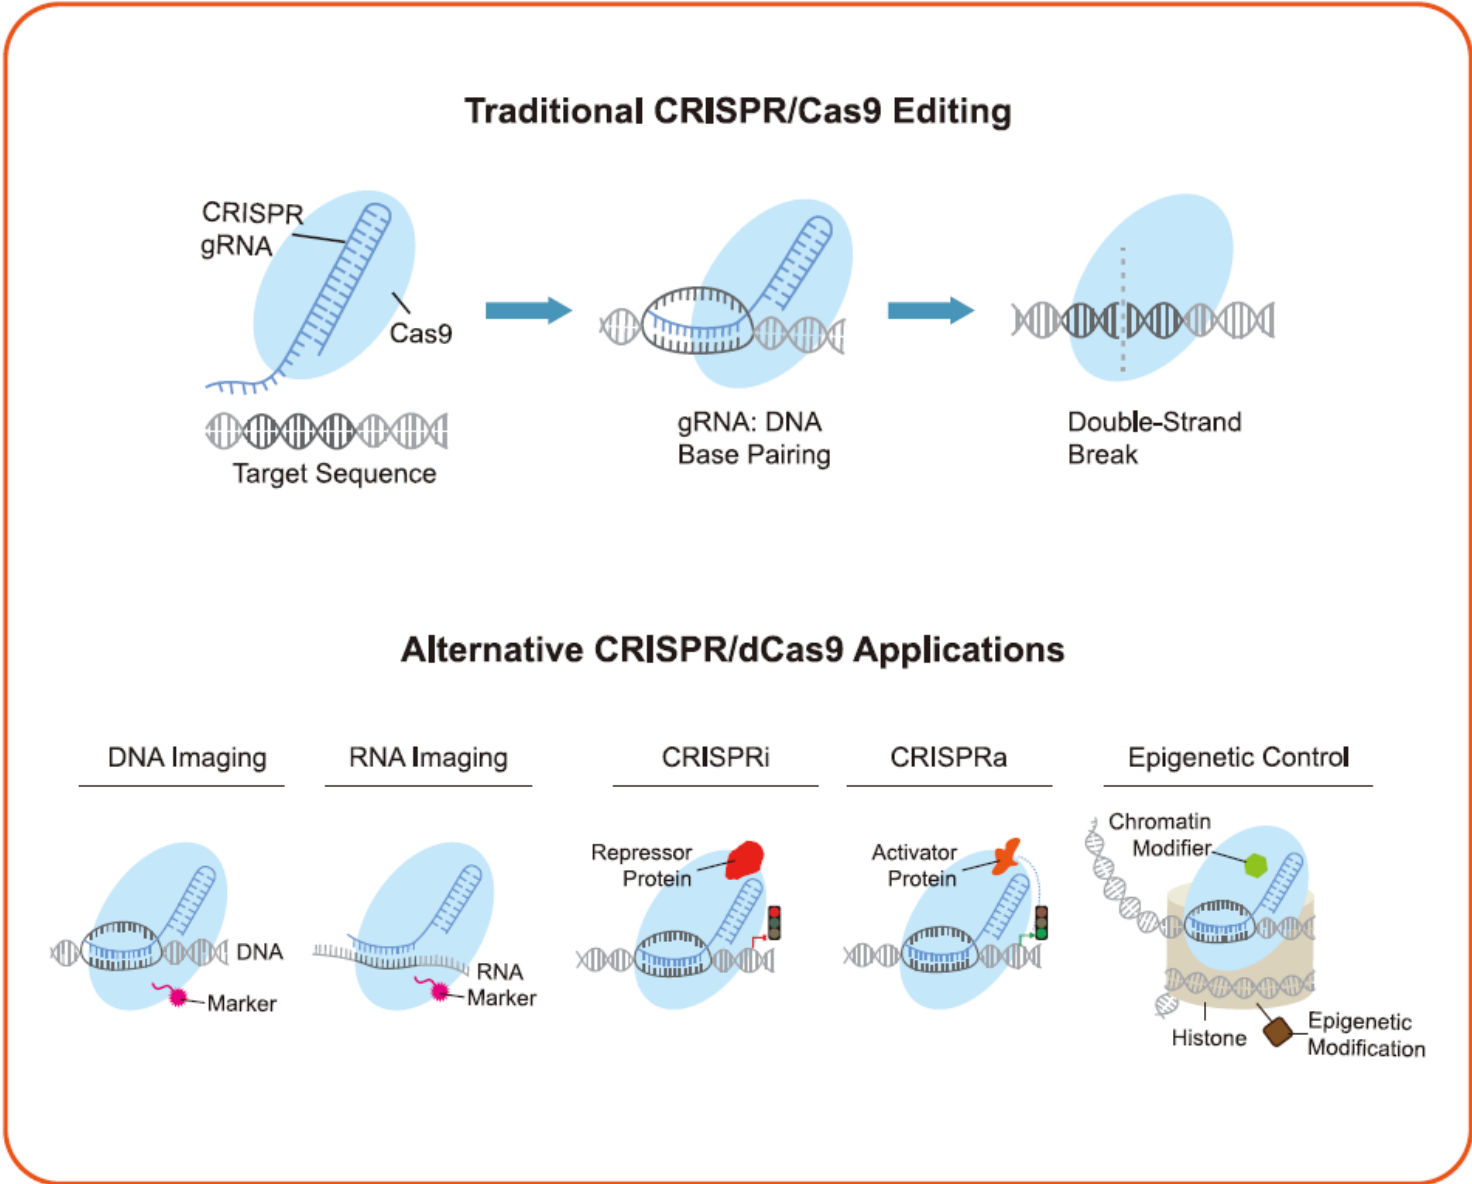 Traditional CRISPR/Cas9 Editing
CRISPR
gRNA
Cas9
Target Sequence
gRNA: DNA
Base Pairing
Double-Strand
Break
Alternative CRISPR/dCas9 Applications
DNA Imaging
RNA Imaging
CRISPRi
CRISPRa
Epigenetic Control
DNA
Marker
RNA
Marker
Repressor
Protein
Activator
Protein
Chromatin
Modifier
Histone
Epigenetic
Modification